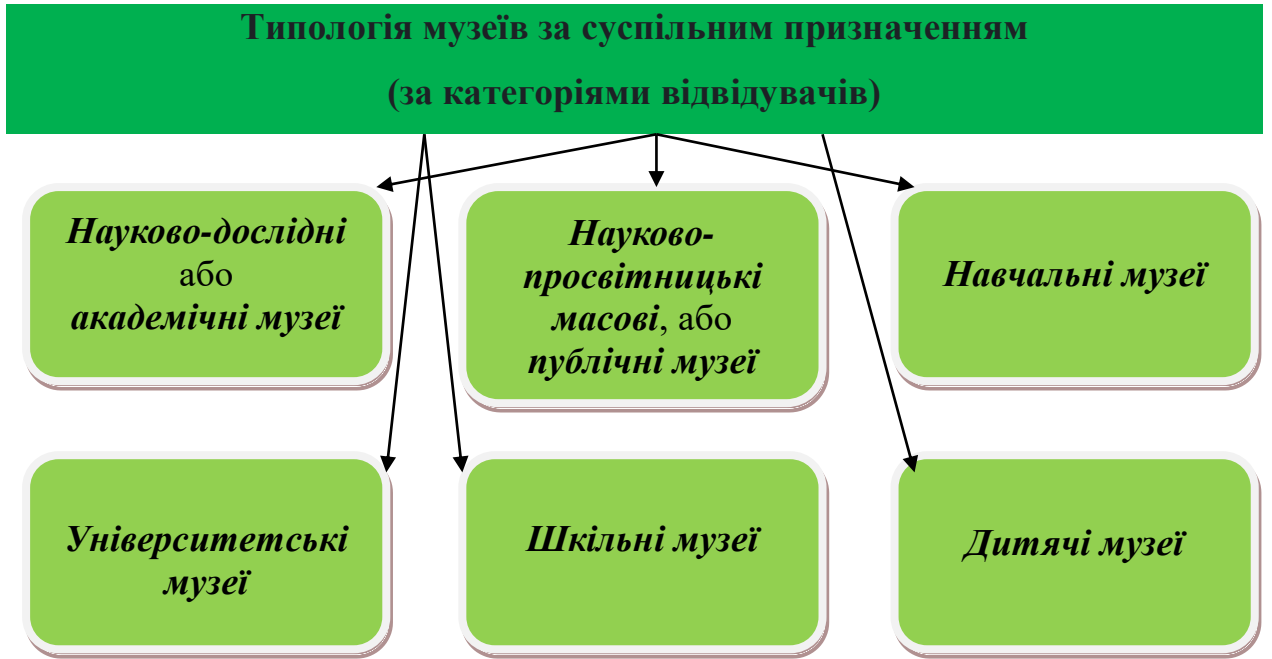 Типологія музеїв за суспільним призначенням
(за категоріями відвідувачів)
Науково-дослідні
або
академічні музеї
Науково-
просвітницькі
масові, або
публічні музеї
Навчальні музеї
Університетські
музеї
Шкільні музеї
Дитячі музеї